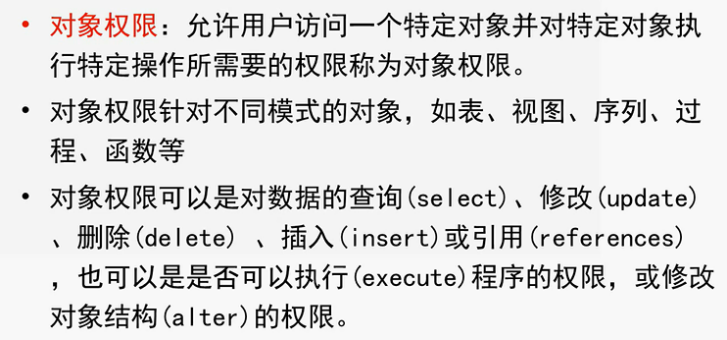 • 对象权限：允许用户访问一个特定对象并对特定对象执
行特定操作所需要的权限称为对象权限。
• 对象权限针对不同模式的对象，如表、视图、序列、过
程、函数等
• 对象权限可以是对数据的查询(select)、修改(update)
、删除(delete) 、插入(insert)或引用(references)
，也可以是是否可以执行(execute)程序的权限，或修改
对象结构(alter)的权限。